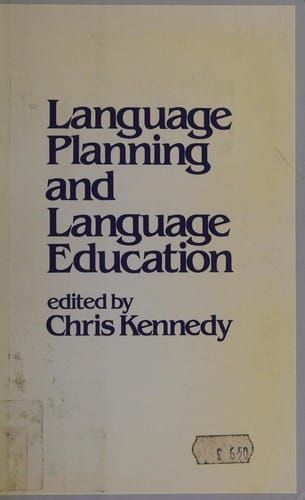 Language
Planning
and
Language
Education
edited by
Chris Kennedy
£ 6·50